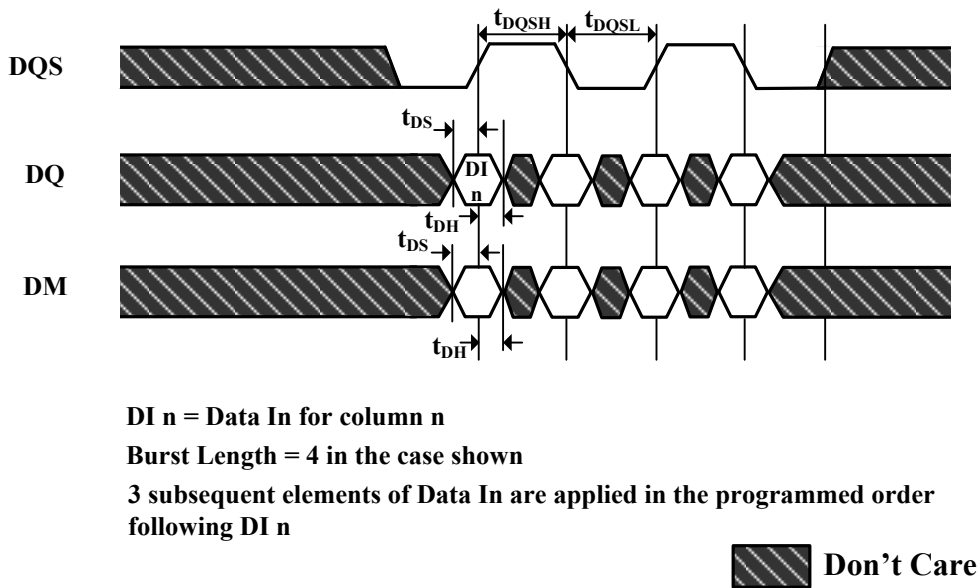 tDQSH tDQSL
DQS
tDS
DQ
DI
n
tDH
tDS
DM
tDH
DI n = Data In for column n
Burst Length = 4 in the case shown
3 subsequent elements of Data In are applied in the programmed order
following DI n
Don't Care